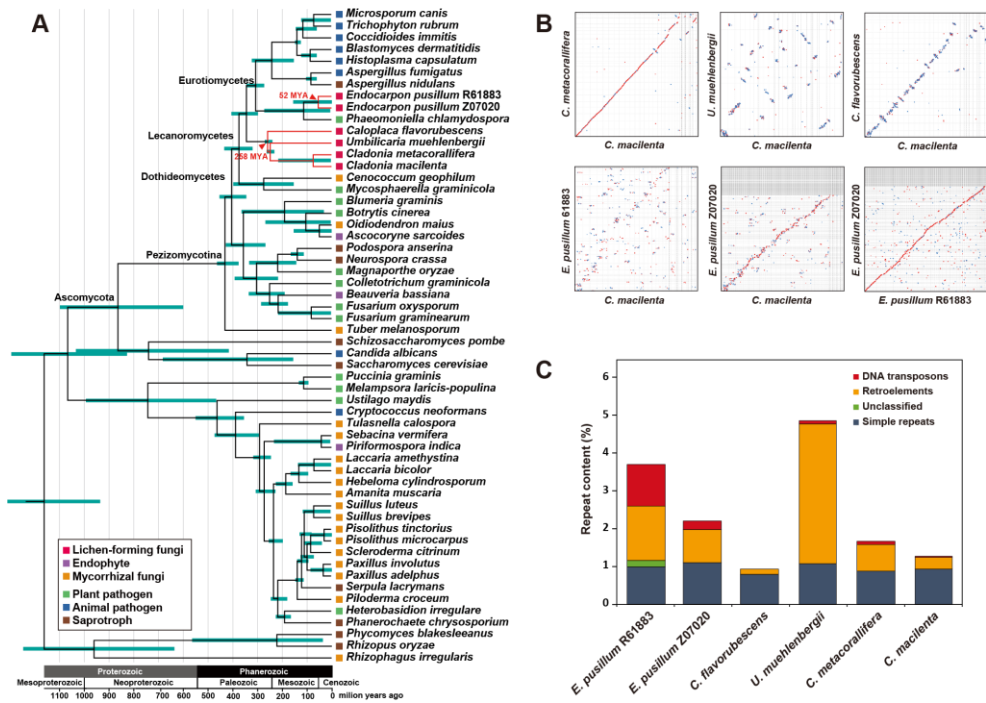 A
Microsporum canis
Trichophyton rubrum
Coccidioides immitis
Blastomyces dermatitidis
Histoplasma capsulatum
Eurotiomycetes
Aspergillus fumigatus
Aspergillus nidulans
52 MYA
Endocarpon pusillum R61883
Endocarpon pusillum Z07020
Phaeomoniella chlamydospora
Lecanoromycetes
Caloplaca flavorubescens
Umbilicaria muehlenbergii
258 MYA
Cladonia metacorallifera
Cladonia macilenta
Dothideomycetes
Cenococcum geophilum
Mycosphaerella graminicola
Blumeria graminis
Botrytis cinerea
Oidiodendron maius
Ascocoryne sarcoides
Pezizomycotina
Podospora anserina
Neurospora crassa
Magnaporthe oryzae
Colletotrichum graminicola
Beauveria bassiana
Ascomycota
Fusarium oxysporum
Fusarium graminearum
Tuber melanosporum
Schizosaccharomyces pombe
Candida albicans
Saccharomyces cerevisiae
Puccinia graminis
Melampsora laricis-populina
Ustilago maydis
Cryptococcus neoformans
Tulasnella calospora
Sebacina vermifera
Piriformospora indica
Laccaria amethystina
Laccaria bicolor
Hebeloma cylindrosporum
Amanita muscaria
Suillus luteus
Suillus brevipes
Pisolithus tinctorius
Pisolithus microcarpus
Scleroderma citrinum
Paxillus involutus
Paxillus adelphus
Serpula lacrymans
Piloderma croceum
Heterobasidion irregulare
Phanerochaete chrysosporium
Phycomyces blakesleeanus
Rhizopus oryzae
Rhizophagus irregularis
Lichen-forming fungi
Endophyte
Mycorrhizal fungi
Plant pathogen
Animal pathogen
Saprotroph
Proterozoic Phanerozoic
Mesoproterozoic Neoproterozoic Paleozoic Mesozoic Cenozoic
1100 1000 900 800 700 600 500 400 300 200 100 0 milion years ago
B
C. metacorallifera
C. macilenta
U. muehlenbergii
C. macilenta
C. flavorubescens
C. macilenta
E. pusillum 61883
C. macilenta
E. pusillum Z07020
C. macilenta
E. pusillum Z07020
E. pusillum R61883
C
Repeat content (%)
6
5
4
3
2
1
0
DNA transposons
Retroelements
Unclassified
Simple repeats
E. pusillum R61883
E. pusillum Z07020
C. flavorubescens
U. muehlenbergii
C. metacorallifera
C. macilenta